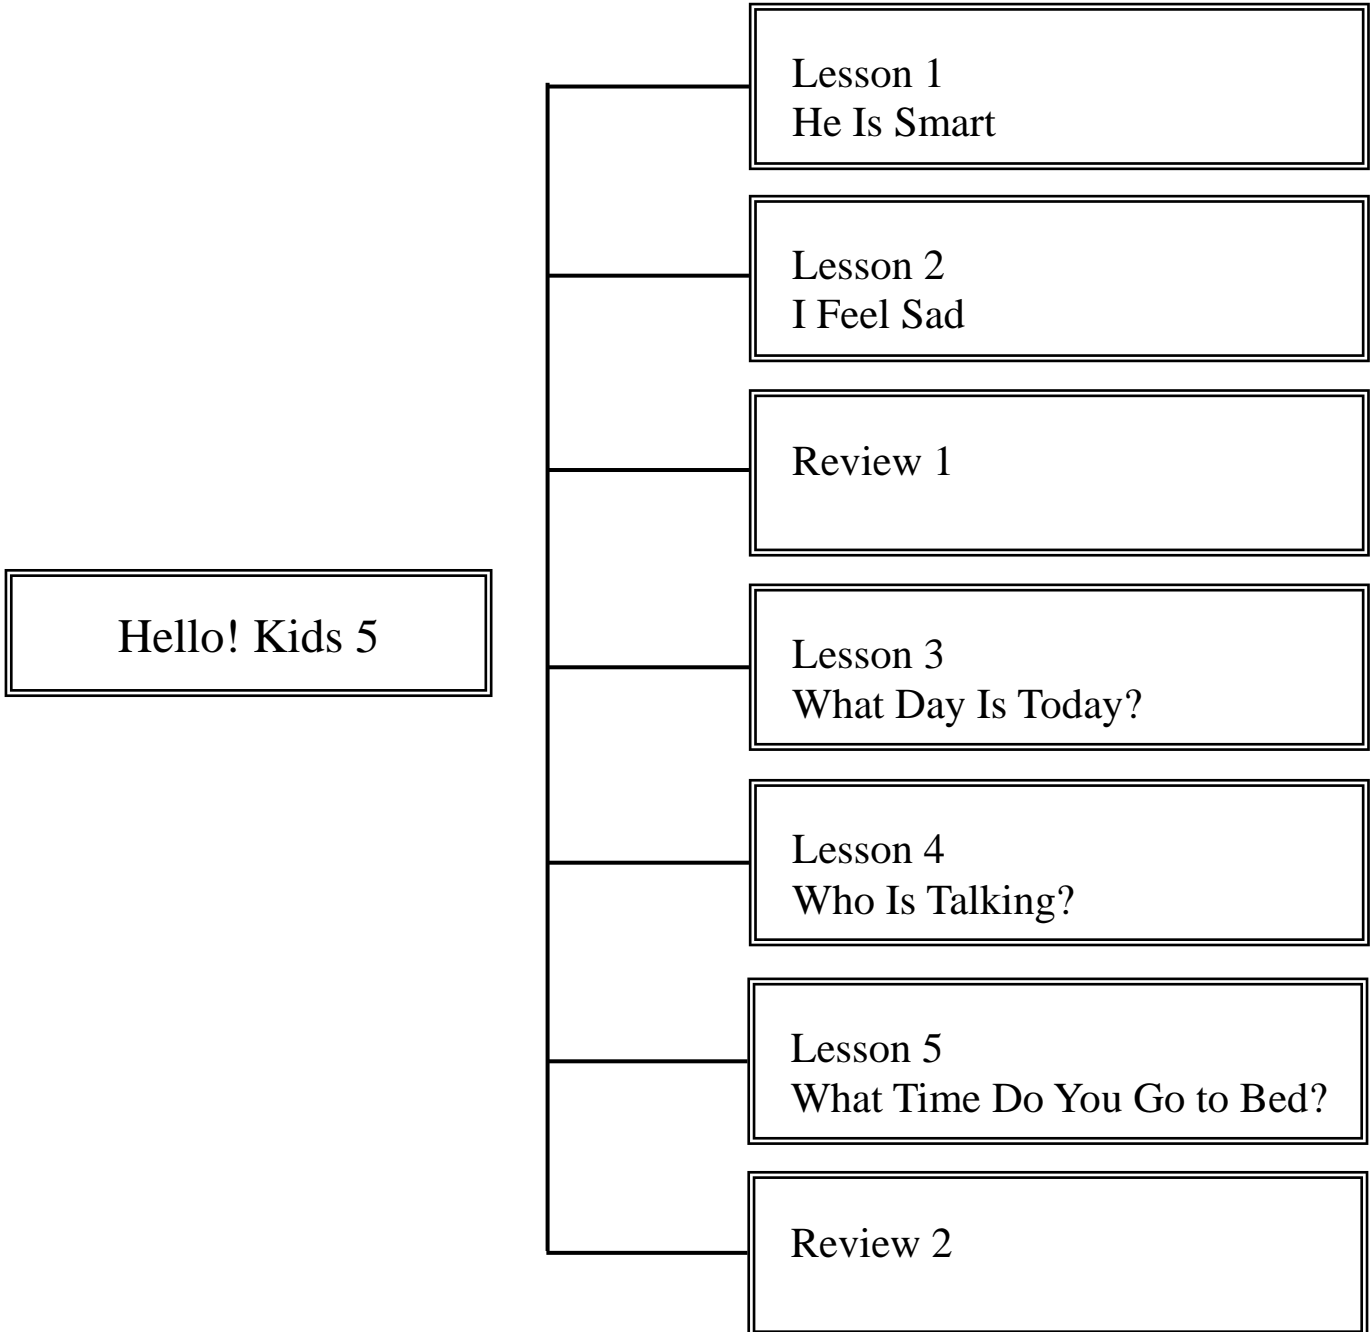 Hello! Kids 5
Lesson 1
He Is Smart
Lesson 2
I Feel Sad
Review 1
Lesson 3
What Day Is Today?
Lesson 4
Who Is Talking?
Lesson 5
What Time Do You Go to Bed?
Review 2